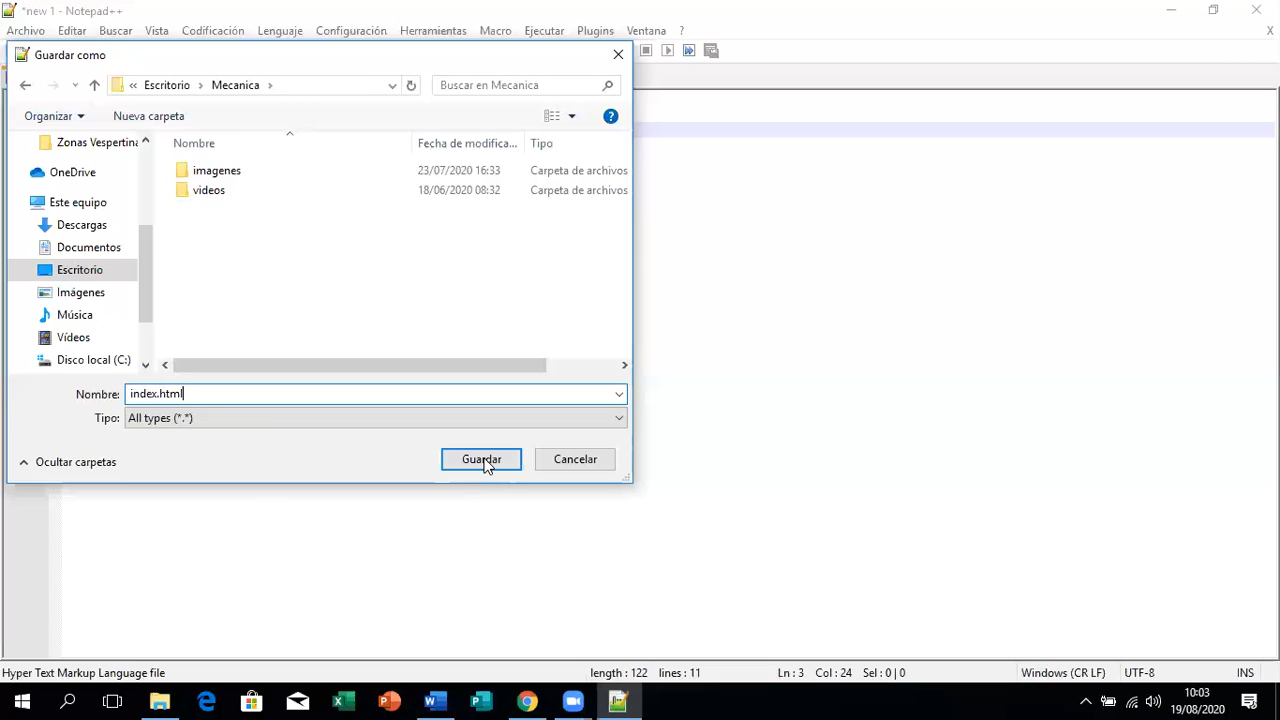 *new 1 - Notepad++
Archivo Editar Buscar Vista Codificación Lenguaje Configuración Herramientas Macro Ejecutar Plugins Ventana ? X
Guardar como
« Escritorio › Mecanica ›
Buscar en Mecanica
Organizar Nueva carpeta
Nombre Fecha de modifica... Tipo
Zonas Vespertina
OneDrive
Este equipo
Descargas
Documentos
Escritorio
Imágenes
Música
Vídeos
Disco local (C:)
imagenes 23/07/2020 16:33 Carpeta de archivos
videos 18/06/2020 08:32 Carpeta de archivos
Nombre: index.html
Tipo: All types (*.*)
Ocultar carpetas
Guardar Cancelar
Hyper Text Markup Language file length : 122 lines : 11 Ln : 3 Col : 24 Sel : 0 | 0 Windows (CR LF) UTF-8 INS
10:03
19/08/2020